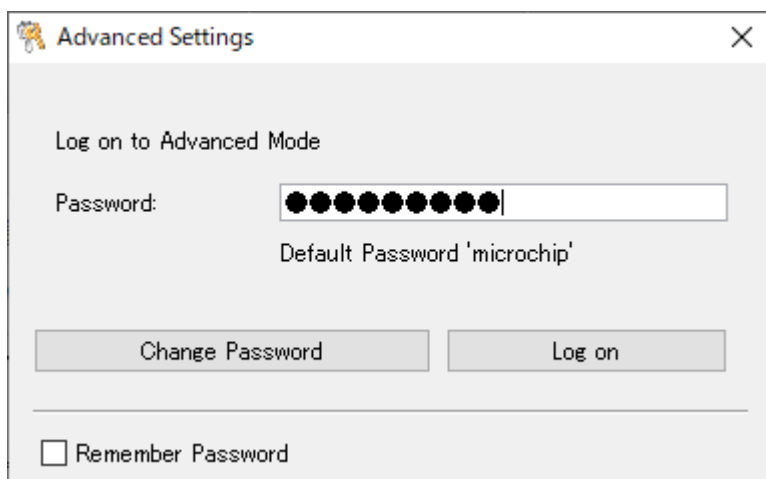 Advanced Settings
Log on to Advanced Mode
Password: ●●●●●●●●●
Default Password 'microchip'
Change Password Log on
Remember Password